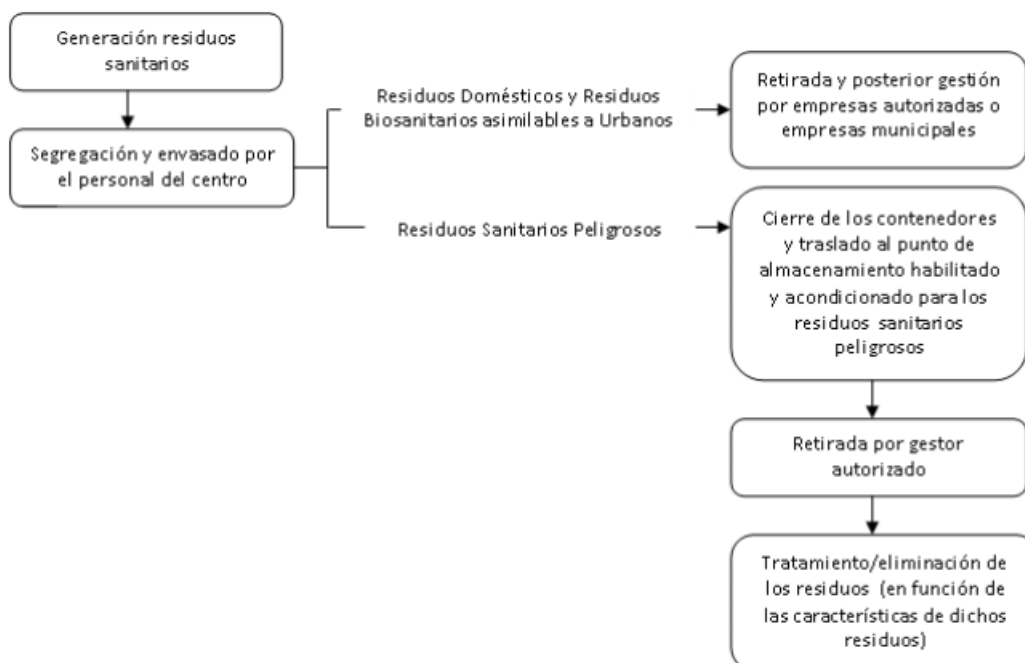 Generación residuos
sanitarios
Segregación y envasado por
el personal del centro
Residuos Domésticos y Residuos
Biosanitarios asimilables a Urbanos
Retirada y posterior gestión
por empresas autorizadas o
empresas municipales
Residuos Sanitarios Peligrosos
Cierre de los contenedores
y traslado al punto de
almacenamiento habilitado
y acondicionado para los
residuos sanitarios
peligrosos
Retirada por gestor
autorizado
Tratamiento/eliminación de
los residuos (en función de
las características de dichos
residuos)